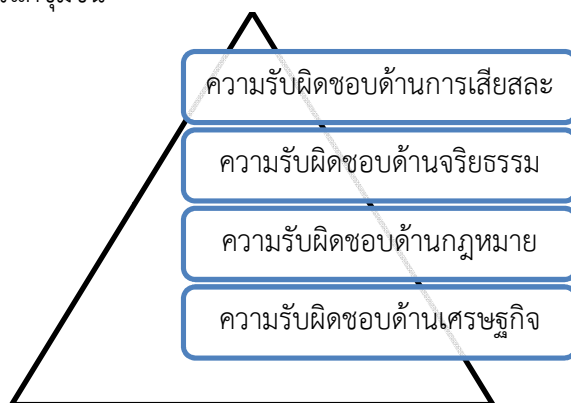 ความรับผิดชอบด้านการเสียสละ
ความรับผิดชอบด้านจริยธรรม
ความรับผิดชอบด้านกฎหมาย
ความรับผิดชอบด้านเศรษฐกิจ